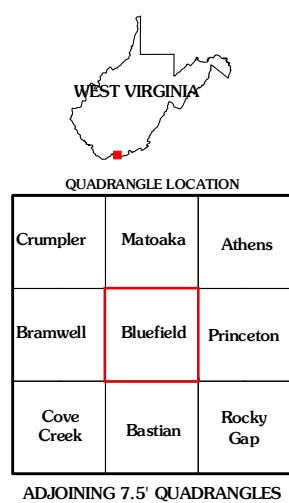 WEST VIRGINIA
QUADRANGLE LOCATION
Crumpler
Matoaka
Athens
Bramwell
Bluefield
Princeton
Cove
Creek
Bastian
Rocky
Gap
ADJOINING 7.5' QUADRANGLES